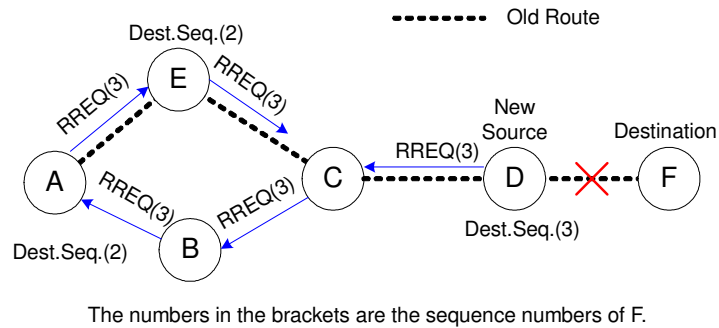 Old Route
Dest.Seq.(2)
E
RREQ(3)
RREQ(3)
New
Source
Destination
RREQ(3)
A
C
D
F
RREQ(3)
RREQ(3)
Dest.Seq.(3)
Dest.Seq.(2)
B
The numbers in the brackets are the sequence numbers of F.